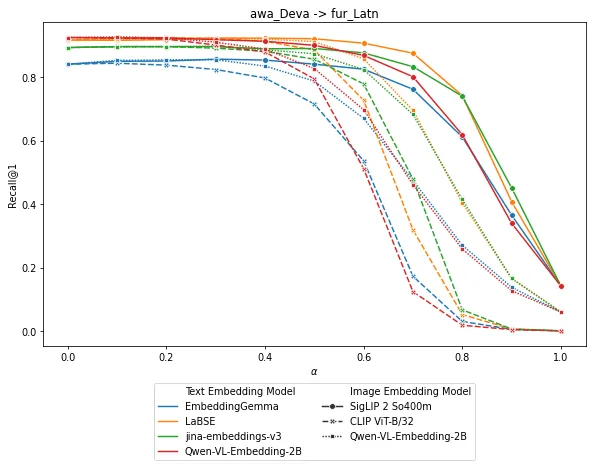 awa_Deva -> fur_Latn
Recall@1
0.8
0.6
0.4
0.2
0.0
0.0 0.2 0.4 0.6 0.8 1.0
α
Text Embedding Model
EmbeddingGemma
LaBSE
jina-embeddings-v3
Qwen-VL-Embedding-2B
Image Embedding Model
SigLIP 2 So400m
CLIP ViT-B/32
Qwen-VL-Embedding-2B